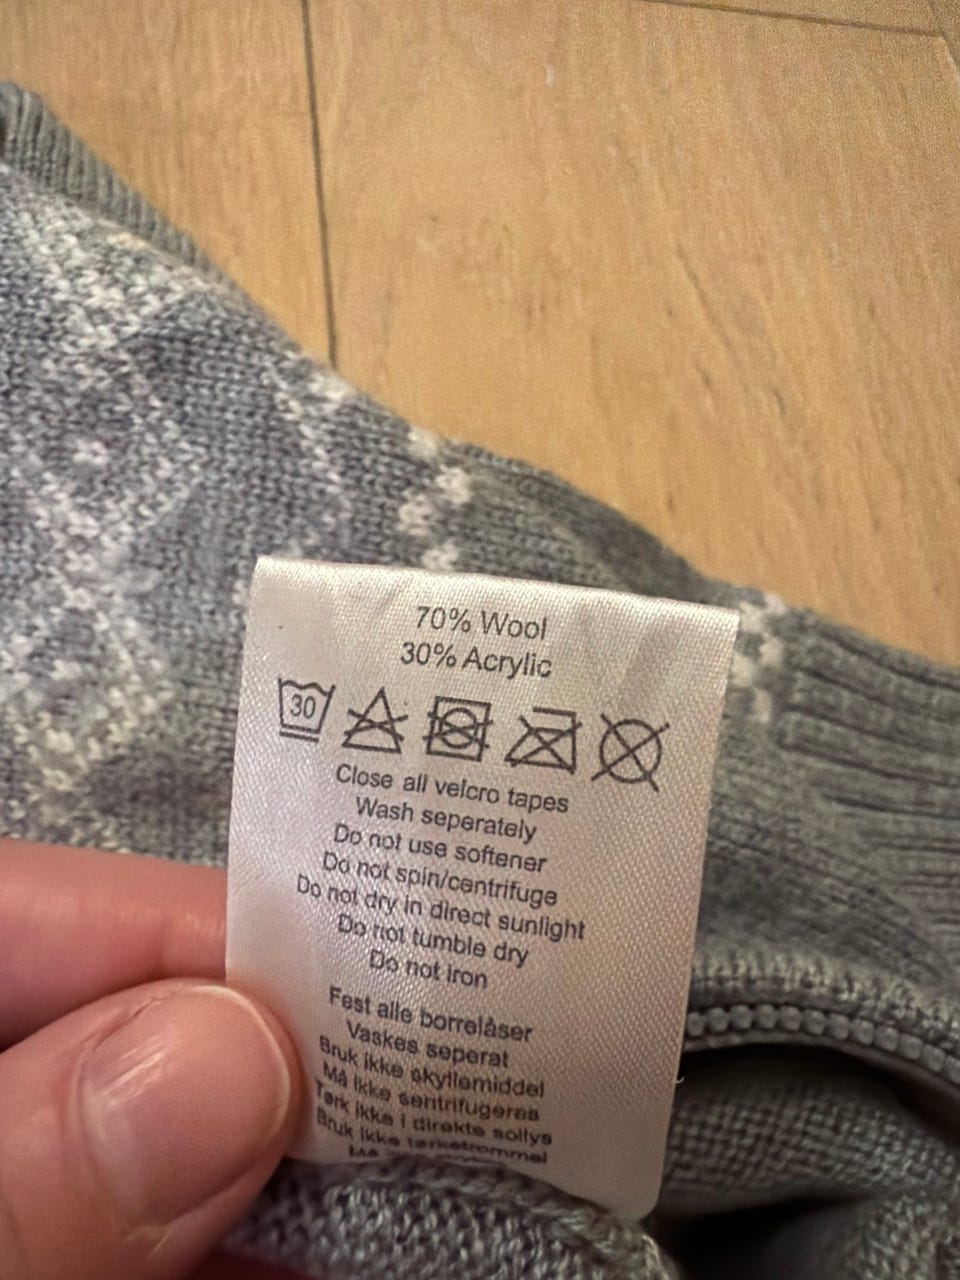 70% Wool
30% Acrylic
30
Close all velcro tapes
Wash seperately
Do not use softener
Do not spin/centrifuge
Do not dry in direct sunlight
Do not tumble dry
Do not iron
Fest alle borrelåser
Vaskes seperat
Bruk ikke skyllemiddel
Må ikke sentrifugeres
Tørk ikke i direkte sollys
Bruk ikke tørketrommel
Må